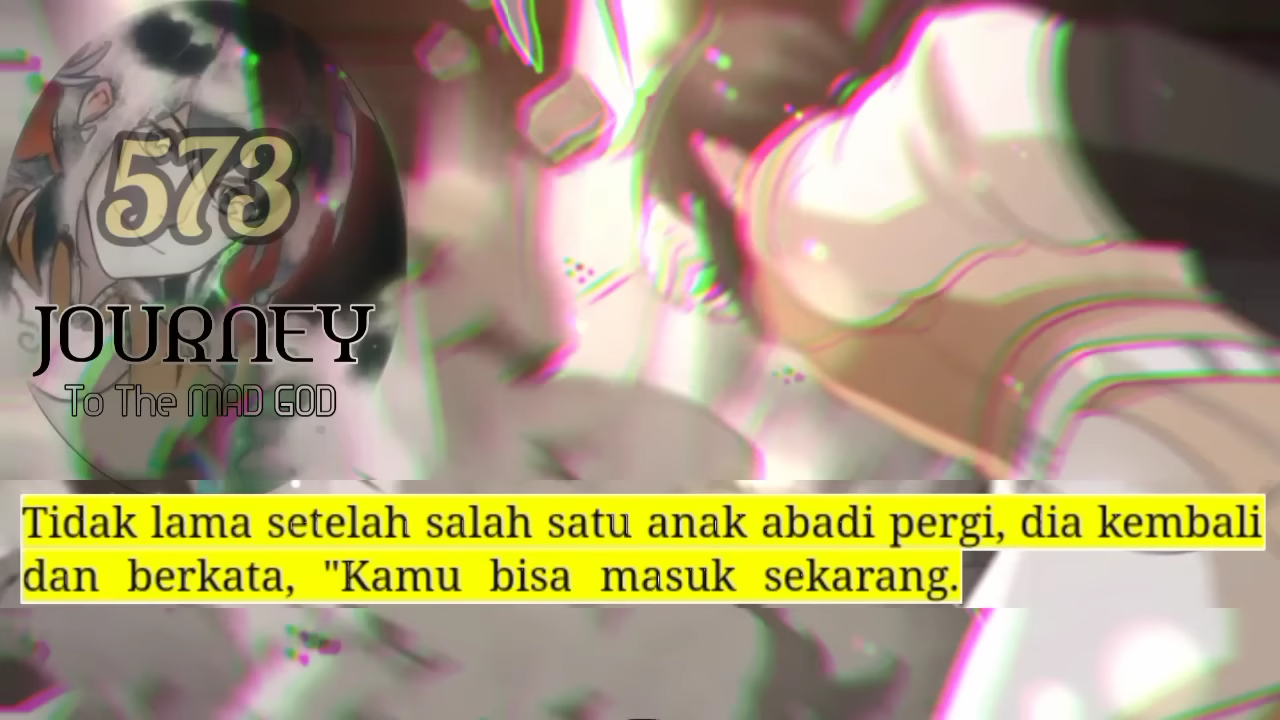 573
JOURNEY
To The MAD GOD
Tidak lama setelah salah satu anak abadi pergi, dia kembali
dan berkata, "Kamu bisa masuk sekarang.